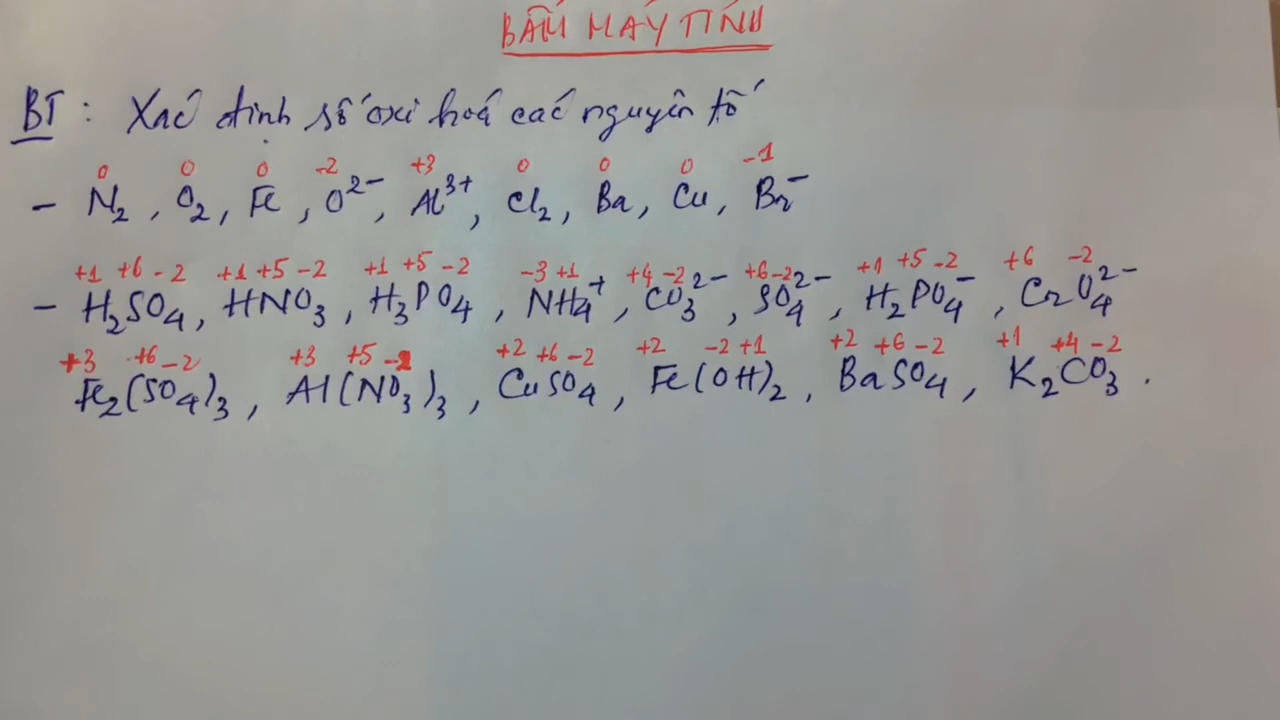 BẤM MÁY TÍNH
BT : Xác định số oxi hoá các nguyên tố
0 0 0 -2 +3 0 0 0 -1
- N₂ , O₂ , Fe , O²⁻ , Al³⁺ , Cl₂ , Ba , Cu , Br⁻
+1 +6 -2 +1 +5 -2 +1 +5 -2 -3 +1 +4 -2 +6 -2 +1 +5 -2 +6 -2
- H₂SO₄ , HNO₃ , H₃PO₄ , NH₄⁺ , CO₃²⁻ , SO₄²⁻ , H₂PO₄⁻ , CrO₄²⁻
+3 +6 -2 +3 +5 -2 +2 +6 -2 +2 -2 +1 +2 +6 -2 +1 +4 -2
Fe₂(SO₄)₃ , Al(NO₃)₃ , CuSO₄ , Fe(OH)₂ , BaSO₄ , K₂CO₃ .